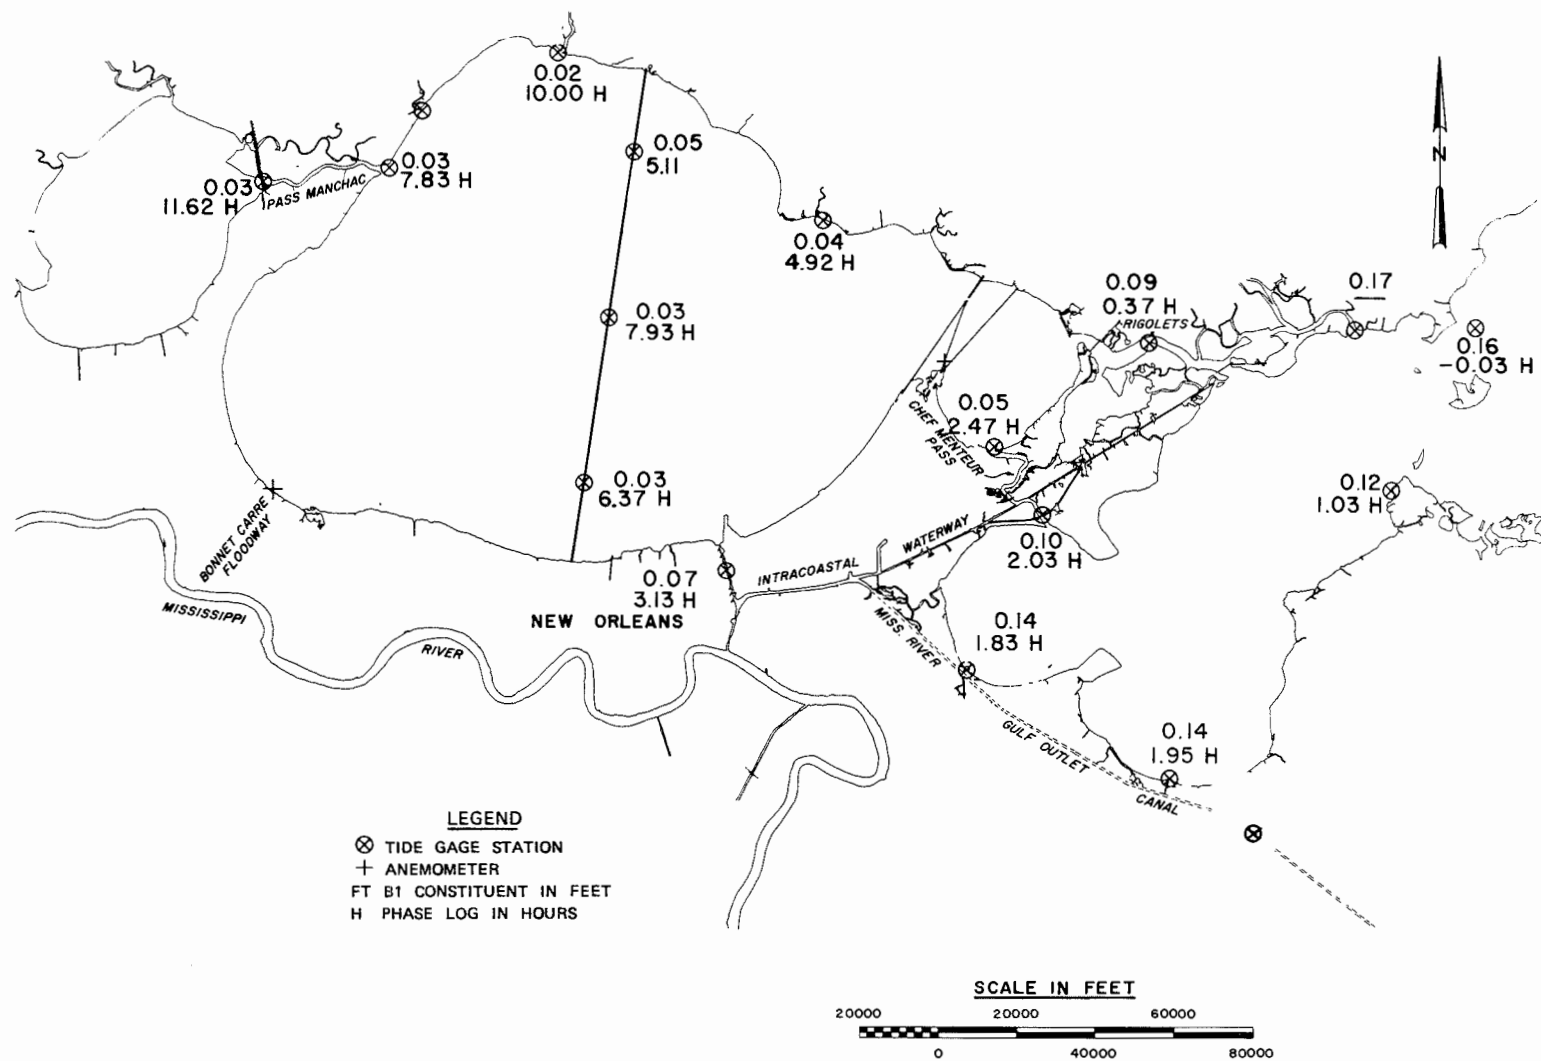 0.02
10.00 H
0.05
5.11
0.03
7.83 H
0.03
11.62 H
PASS MANCHAC
N
0.04
4.92 H
0.09
0.37 H
RIGOLETS
0.17
0.16
-0.03 H
0.03
7.93 H
0.05
2.47 H
CHEF MENTEUR
PASS
0.03
6.37 H
0.12
1.03 H
BONNET CARRE
FLOODWAY
WATERWAY
0.10
2.03 H
INTRACOASTAL
0.07
3.13 H
MISSISSIPPI
NEW ORLEANS
RIVER
MISS. RIVER
0.14
1.83 H
GULF OUTLET
0.14
1.95 H
CANAL
LEGEND
TIDE GAGE STATION
ANEMOMETER
FT B1 CONSTITUENT IN FEET
H PHASE LOG IN HOURS
SCALE IN FEET
20000 20000 60000
0 40000 80000